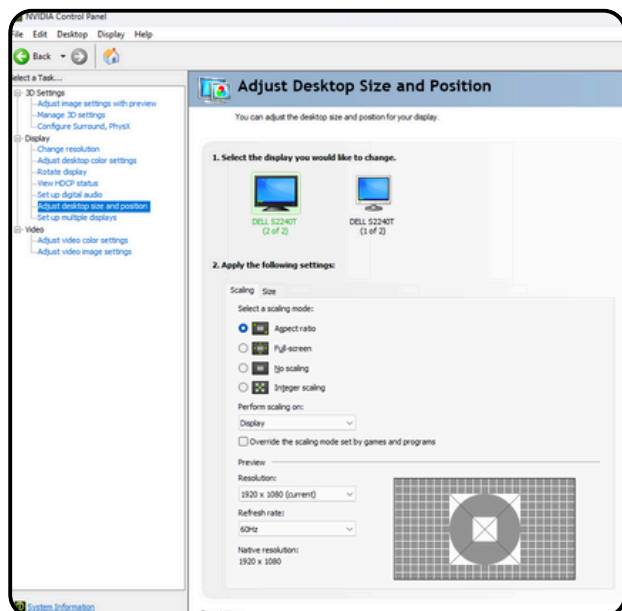 NVIDIA Control Panel
File Edit Desktop Display Help
Back
Select a Task...
3D Settings
Adjust image settings with preview
Manage 3D settings
Configure Surround, PhysX
Display
Change resolution
Adjust desktop color settings
Rotate display
View HDCP status
Set up digital audio
Adjust desktop size and position
Set up multiple displays
Video
Adjust video color settings
Adjust video image settings
System Information
Adjust Desktop Size and Position
You can adjust the desktop size and position for your display.
1. Select the display you would like to change.
DELL S2240T DELL S2240T
(2 of 2) (1 of 2)
2. Apply the following settings:
Scaling Size
Select a scaling mode:
Aspect ratio
Full-screen
No scaling
Integer scaling
Perform scaling on:
Display
Override the scaling mode set by games and programs
Preview
Resolution:
1920 x 1080 (current)
Refresh rate:
60Hz
Native resolution:
1920 x 1080